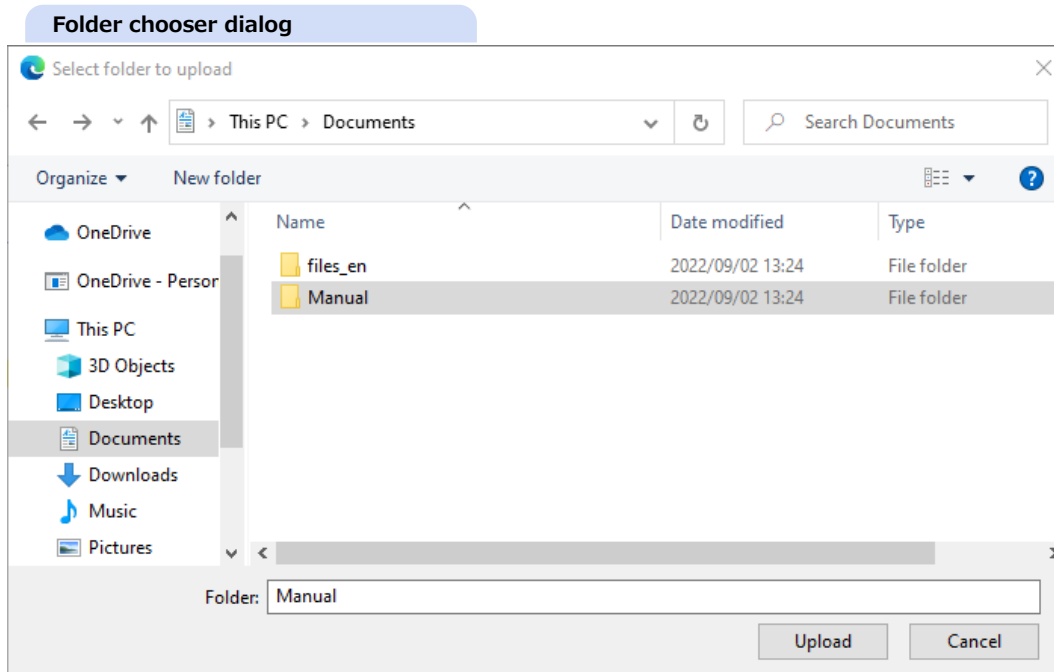 Folder chooser dialog
Select folder to upload
This PC > Documents
Search Documents
Organize
New folder
?
OneDrive
OneDrive - Person
This PC
3D Objects
Desktop
Documents
Downloads
Music
Pictures
Name Date modified Type
files_en 2022/09/02 13:24 File folder
Manual 2022/09/02 13:24 File folder
Folder: Manual
Upload Cancel